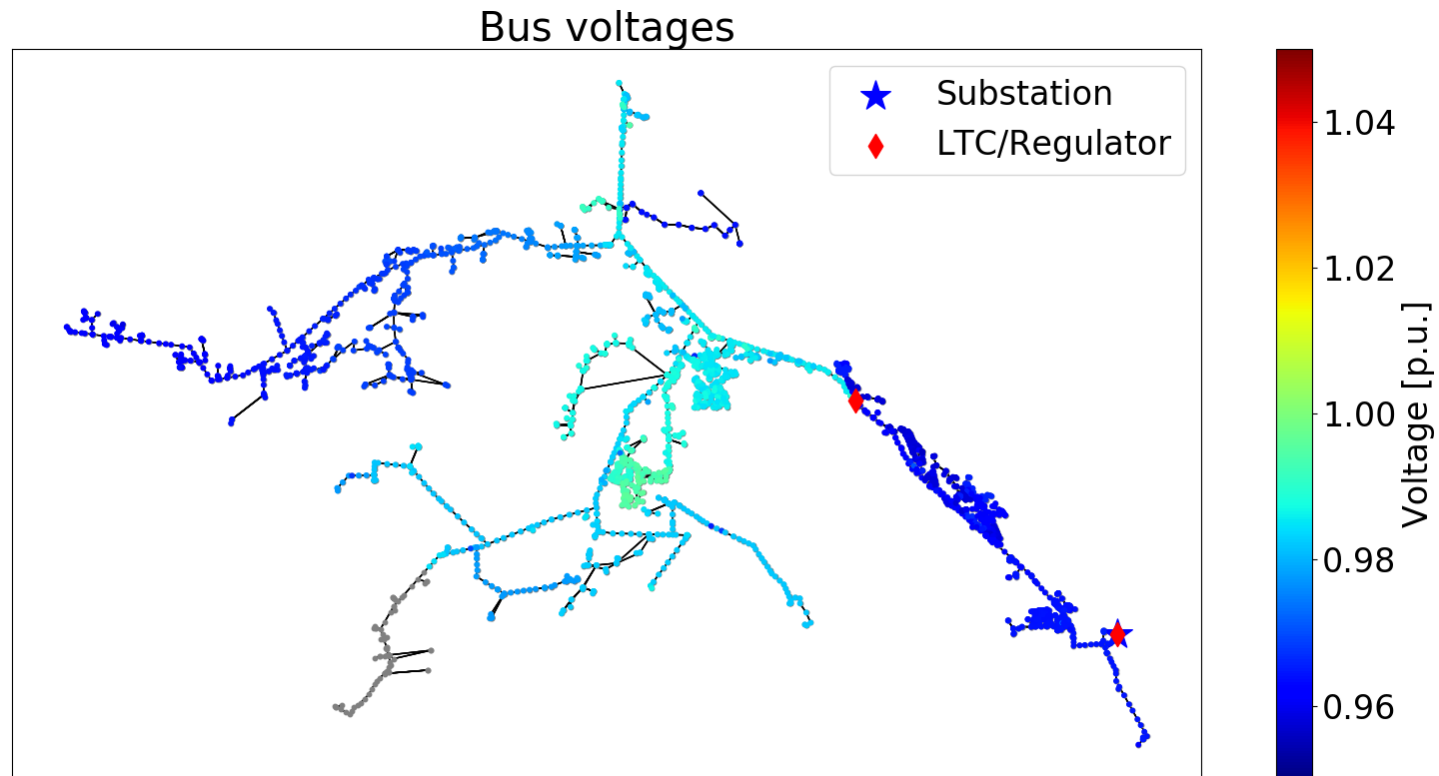 Bus voltages
Substation
LTC/Regulator
1.04
1.02
1.00
0.98
0.96
Voltage [p.u.]